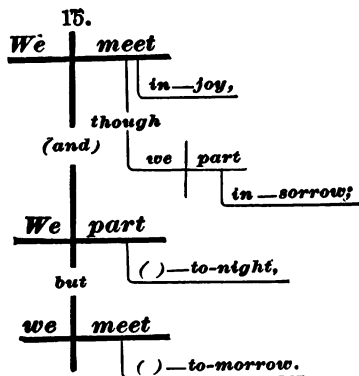 15.
We meet
in—joy,
though
(and)
we part
in—sorrow;
We part
( )—to-night,
but
we meet
( )—to-morrow.